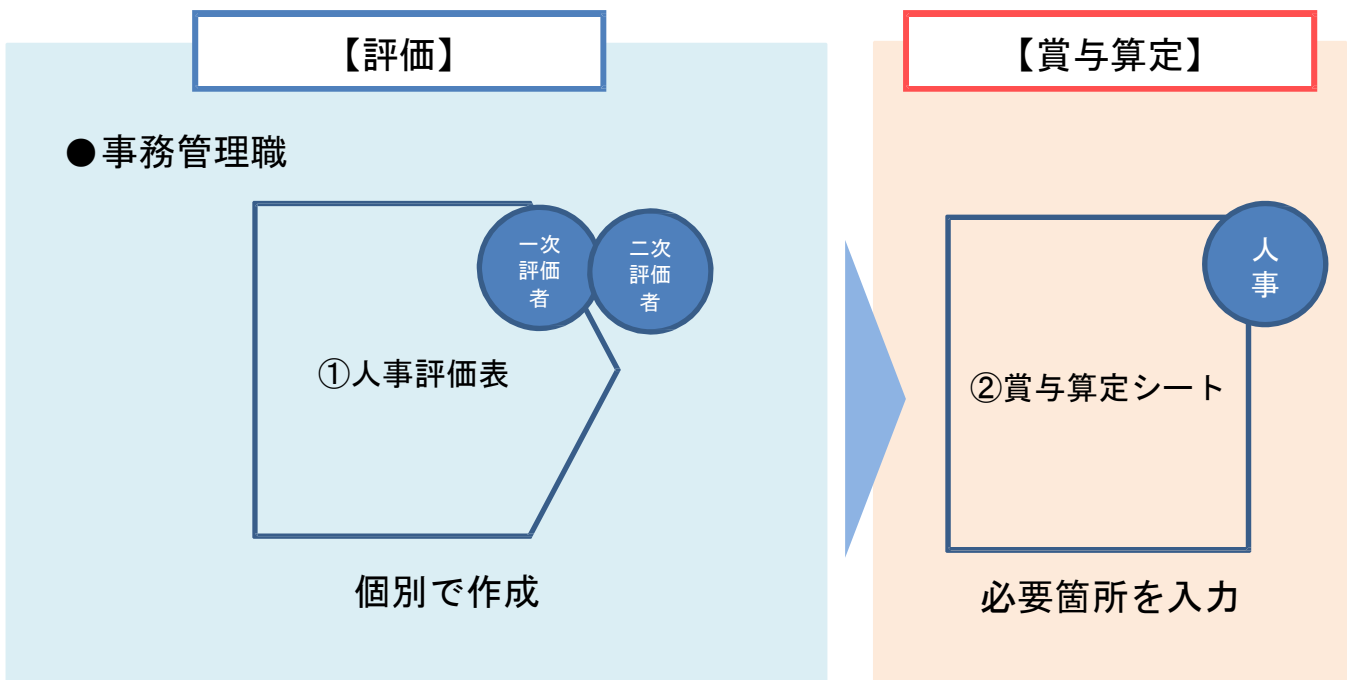 【評価】
●事務管理職
一次
評価
者
二次
評価
者
①人事評価表
個別で作成
【賞与算定】
人
事
②賞与算定シート
必要箇所を入力